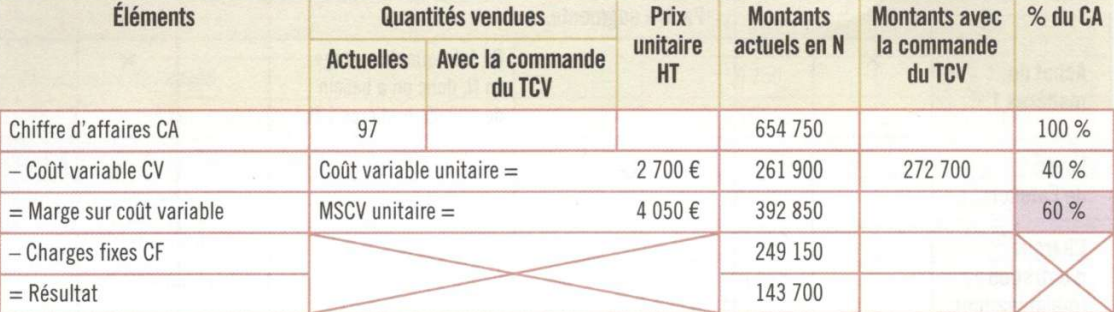 Éléments Quantités vendues Prix unitaire HT Montants actuels en N Montants avec la commande du TCV % du CA
Actuelles Avec la commande du TCV
Chiffre d'affaires CA 97 654 750 100 %
– Coût variable CV Coût variable unitaire = 2 700 € 261 900 272 700 40 %
= Marge sur coût variable MSCV unitaire = 4 050 € 392 850 60 %
– Charges fixes CF 249 150
= Résultat 143 700